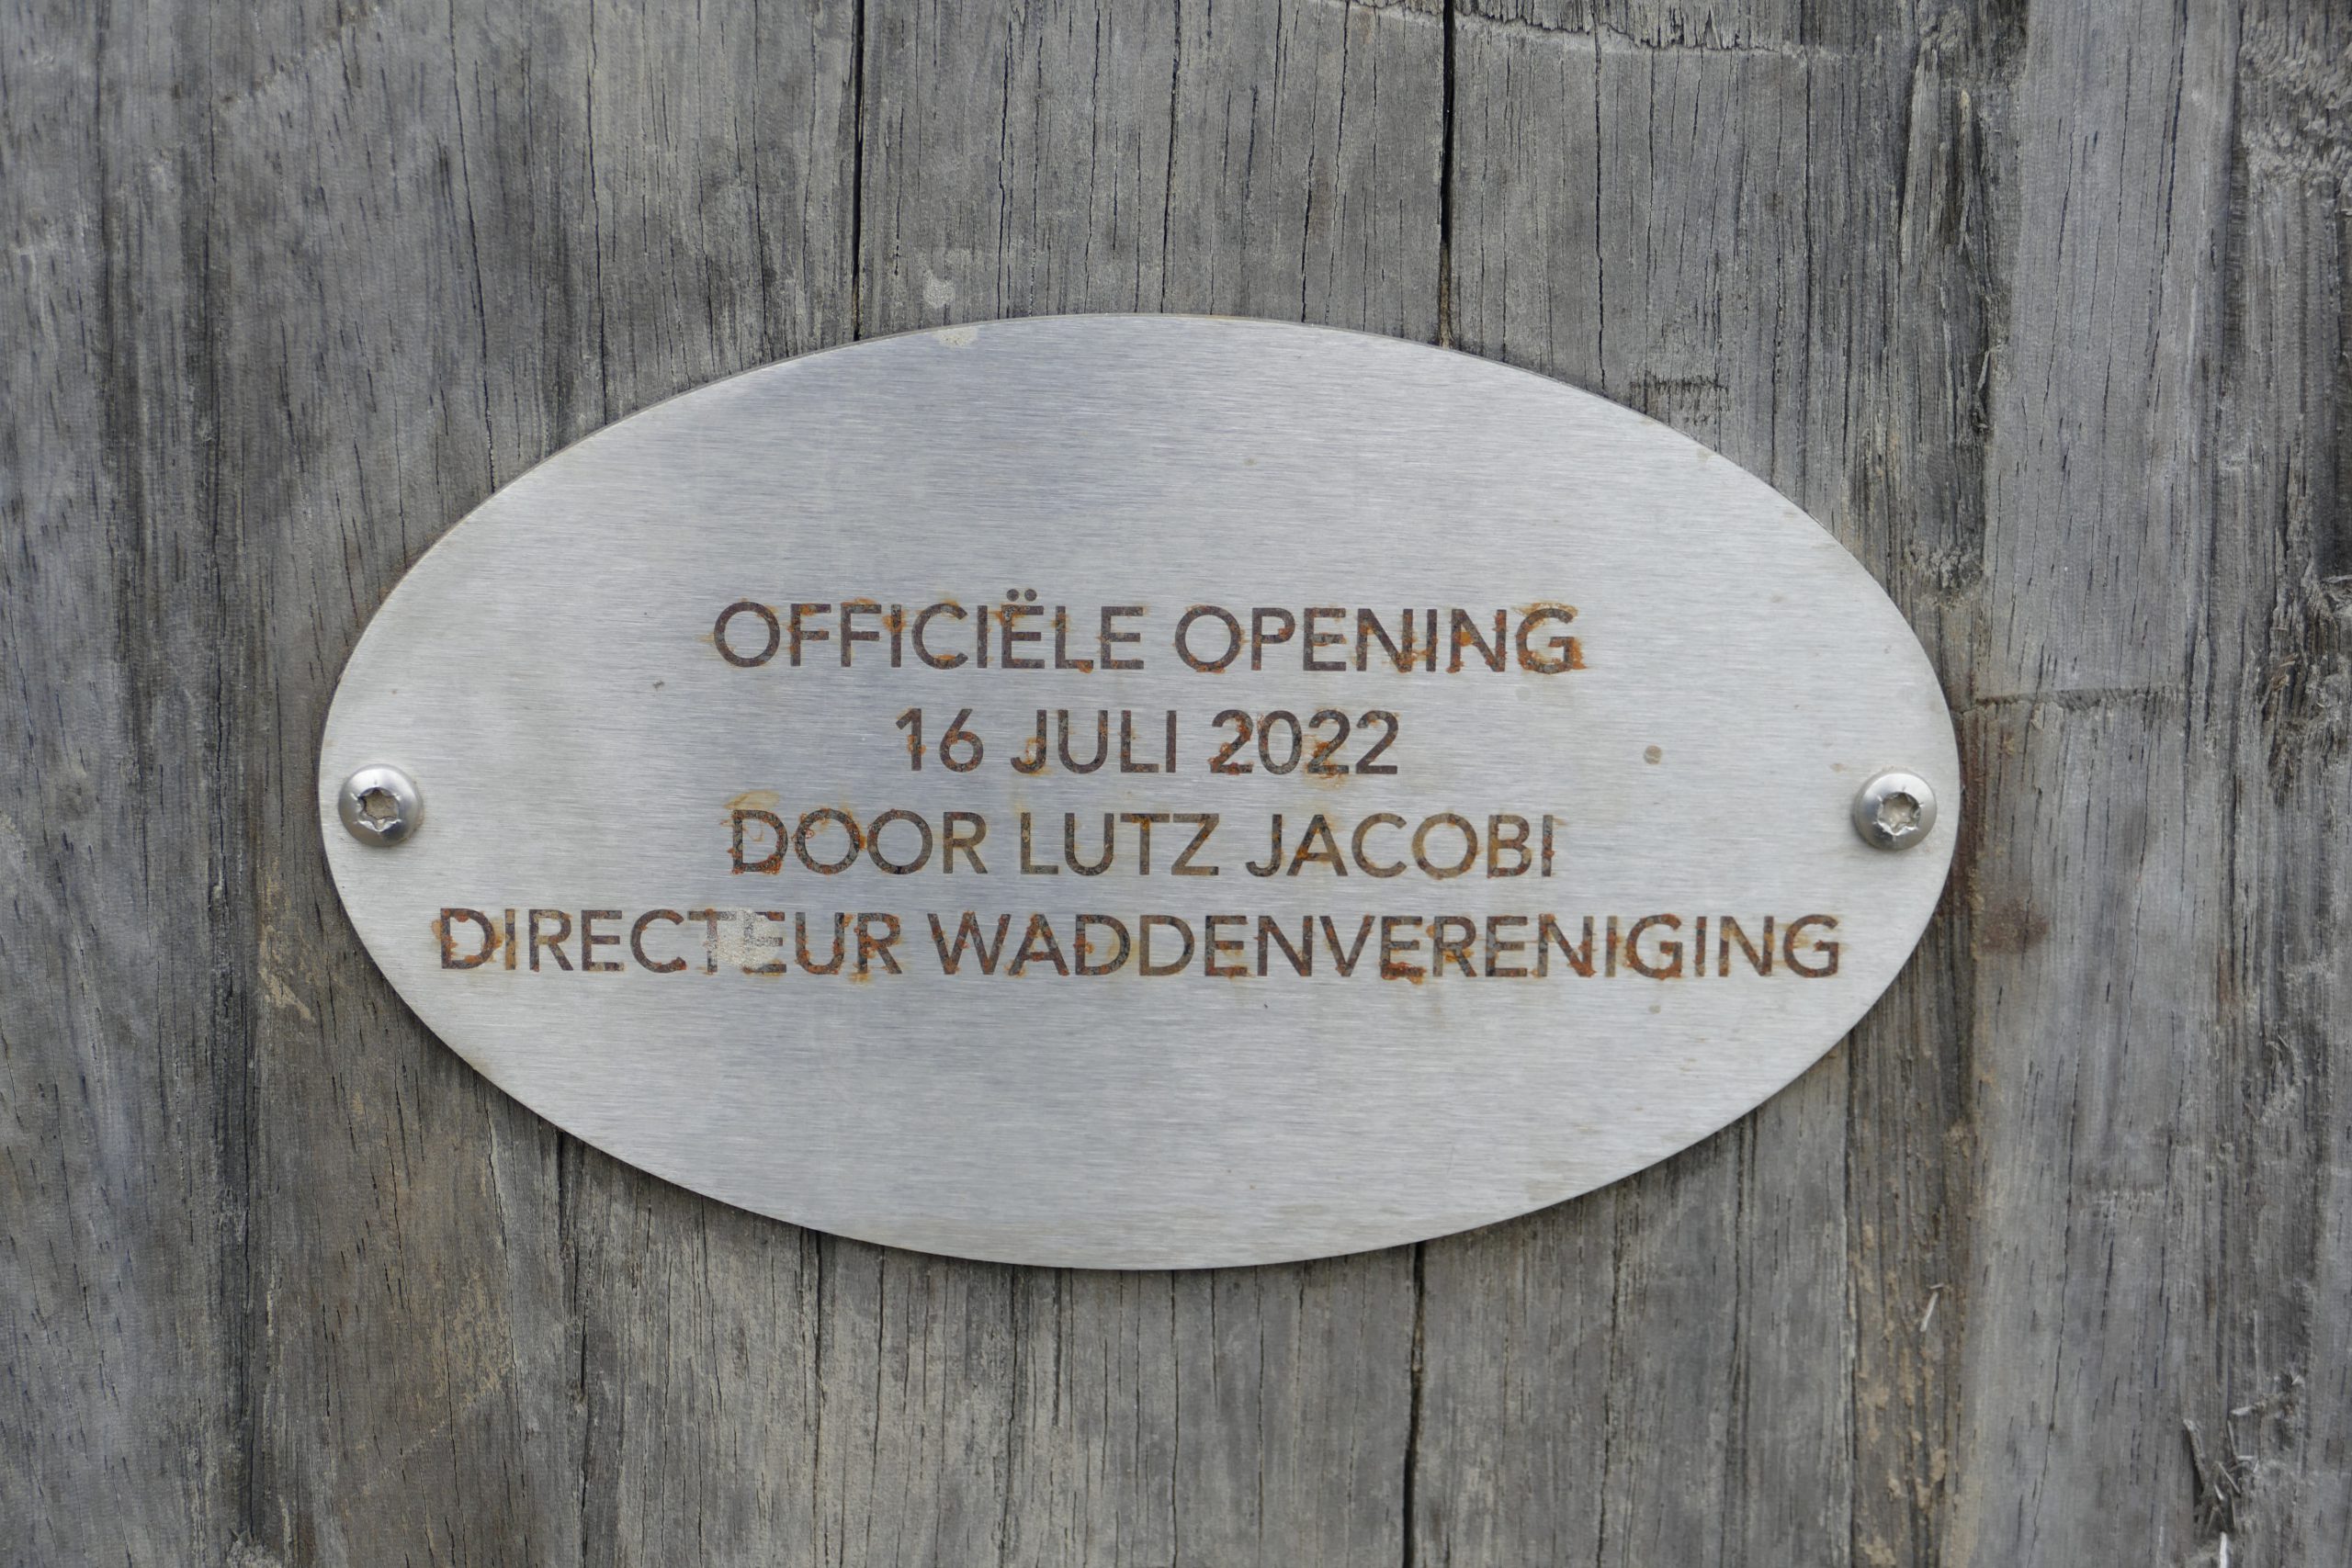 OFFICIËLE OPENING
16 JULI 2022
DOOR LUTZ JACOBI
DIRECTEUR WADDENVERENIGING